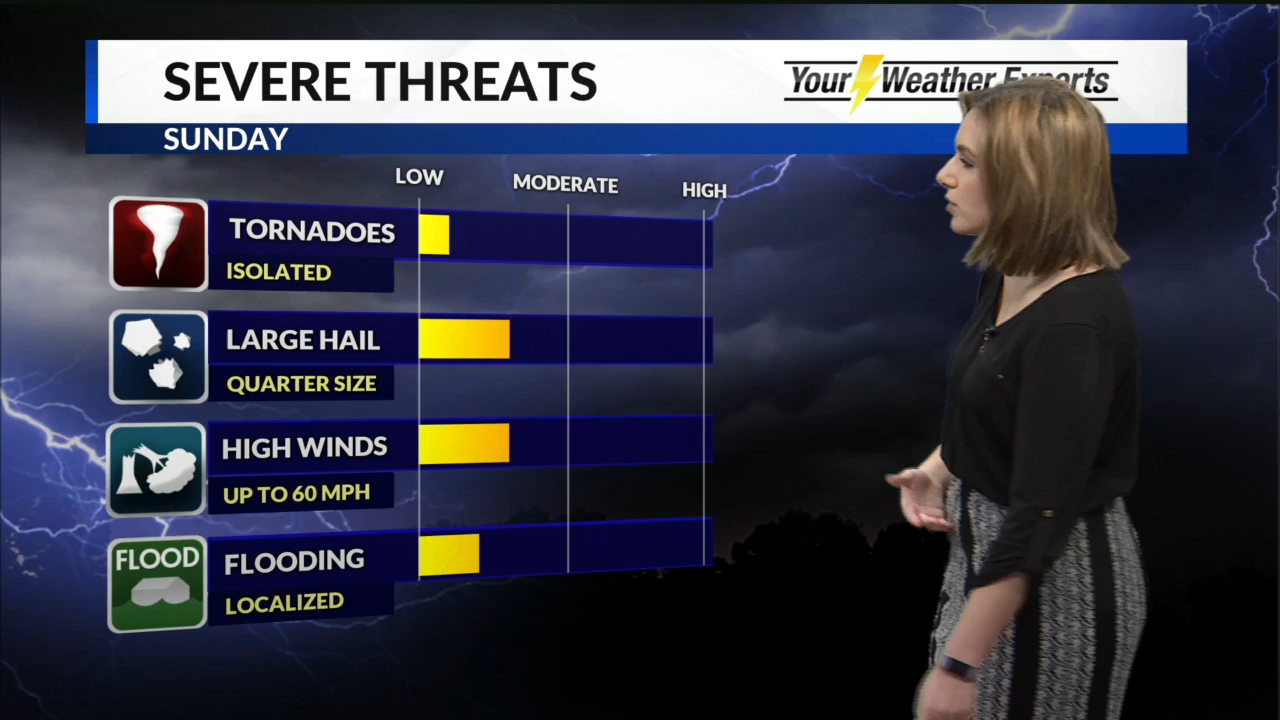 SEVERE THREATS
Your Weather Experts
SUNDAY
LOW MODERATE HIGH
TORNADOES
ISOLATED
LARGE HAIL
QUARTER SIZE
HIGH WINDS
UP TO 60 MPH
FLOOD
FLOODING
LOCALIZED